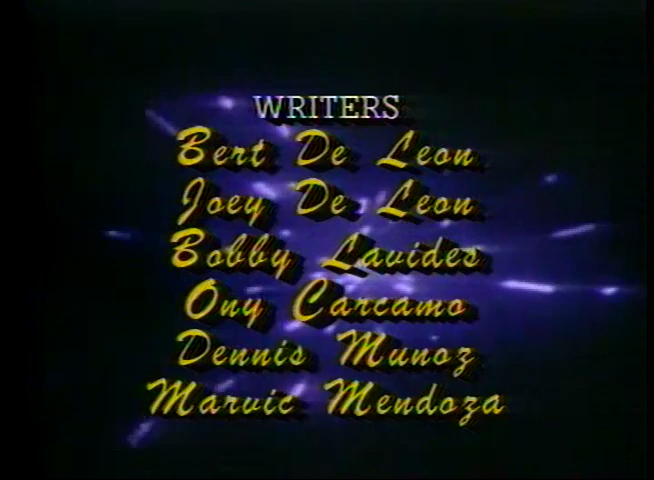 WRITERS
Bert De Leon
Joey De Leon
Bobby Lavides
Ony Carcamo
Dennis Munoz
Marvic Mendoza